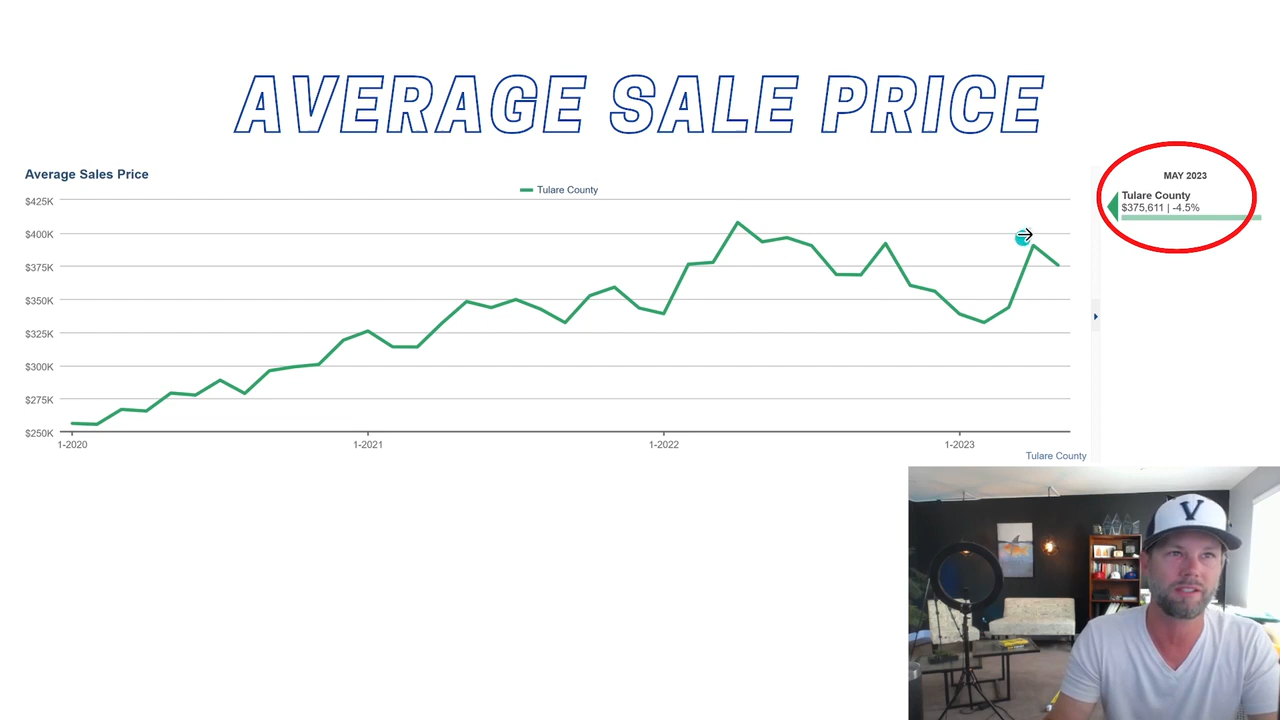 AVERAGE SALE PRICE
Average Sales Price
Tulare County
MAY 2023
Tulare County
$375,611 | -4.5%
$425K
$400K
$375K
$350K
$325K
$300K
$275K
$250K
1-2020
1-2021
1-2022
1-2023
Tulare County
V